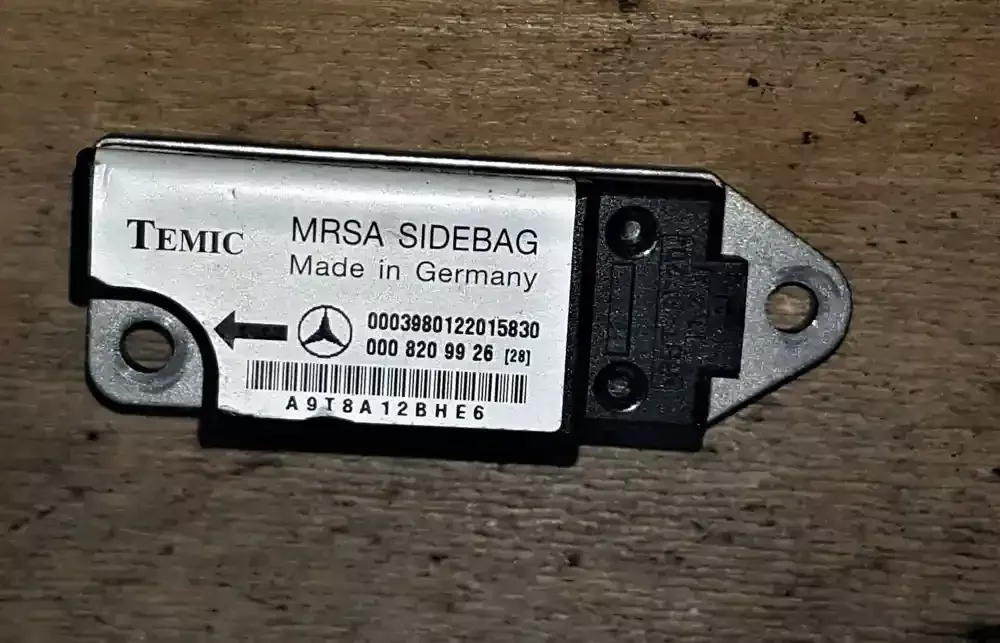 TEMIC
MRSA SIDEBAG
Made in Germany
0003980122015830
000 820 99 26 [28]
A9T8A12BHE6